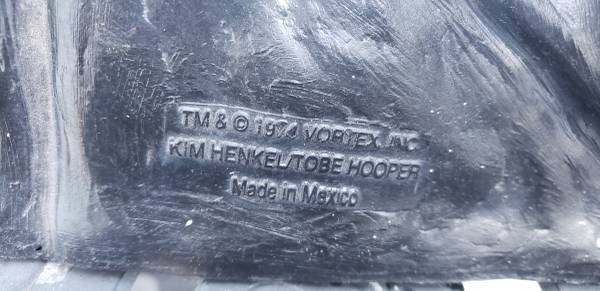 TM & © 1974 VORTEX, INC
KIM HENKEL/TOBE HOOPER
Made in Mexico